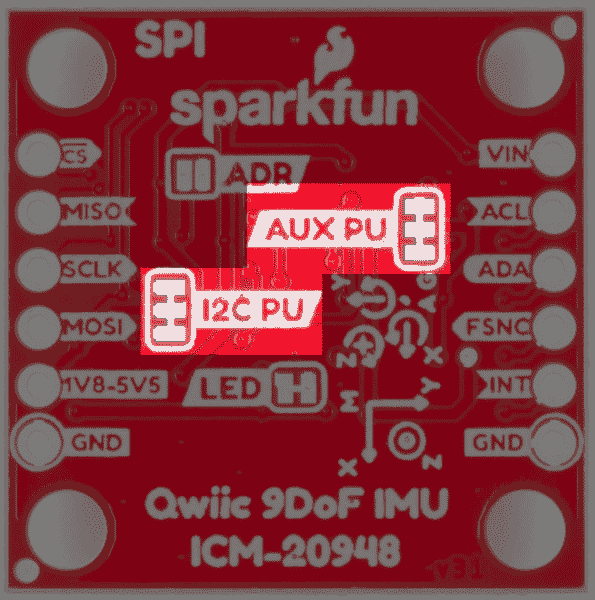 SPI
sparkfun
CS
ADR
VIN
MISO
AUX PU
ACL
SCLK
ADA
MOSI
I2C PU
FSNC
1V8-5V5
LED
INT
GND
GND
Y
X
Z
M
Y
X
Z
Qwiic 9DoF IMU
ICM-20948